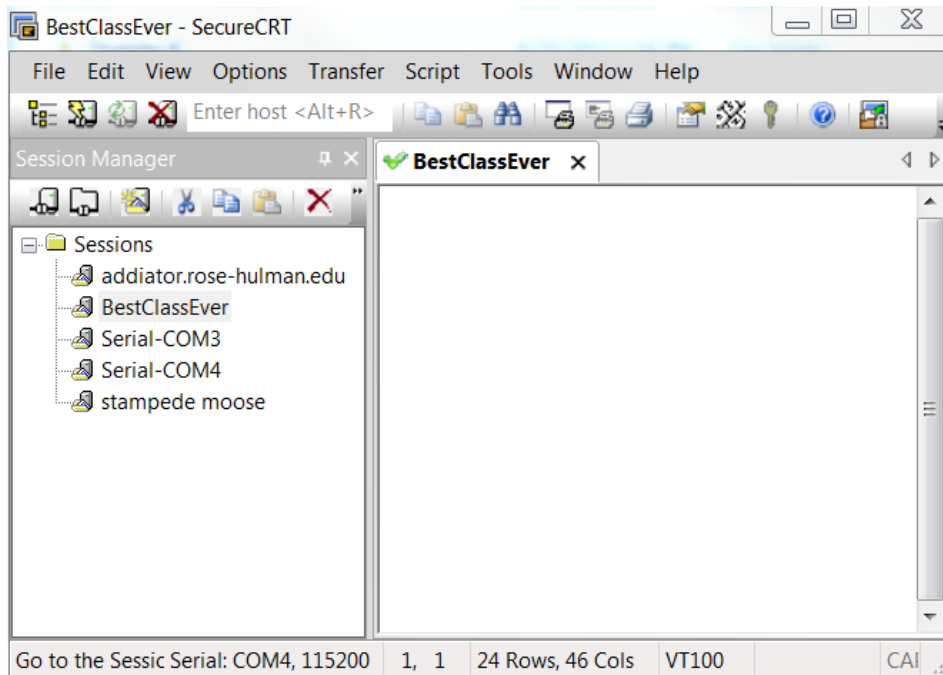 BestClassEver - SecureCRT
File Edit View Options Transfer Script Tools Window Help
Enter host <Alt+R>
Session Manager
BestClassEver
Sessions
addiator.rose-hulman.edu
BestClassEver
Serial-COM3
Serial-COM4
stampede moose
Go to the Sessic Serial: COM4, 115200 1, 1 24 Rows, 46 Cols VT100